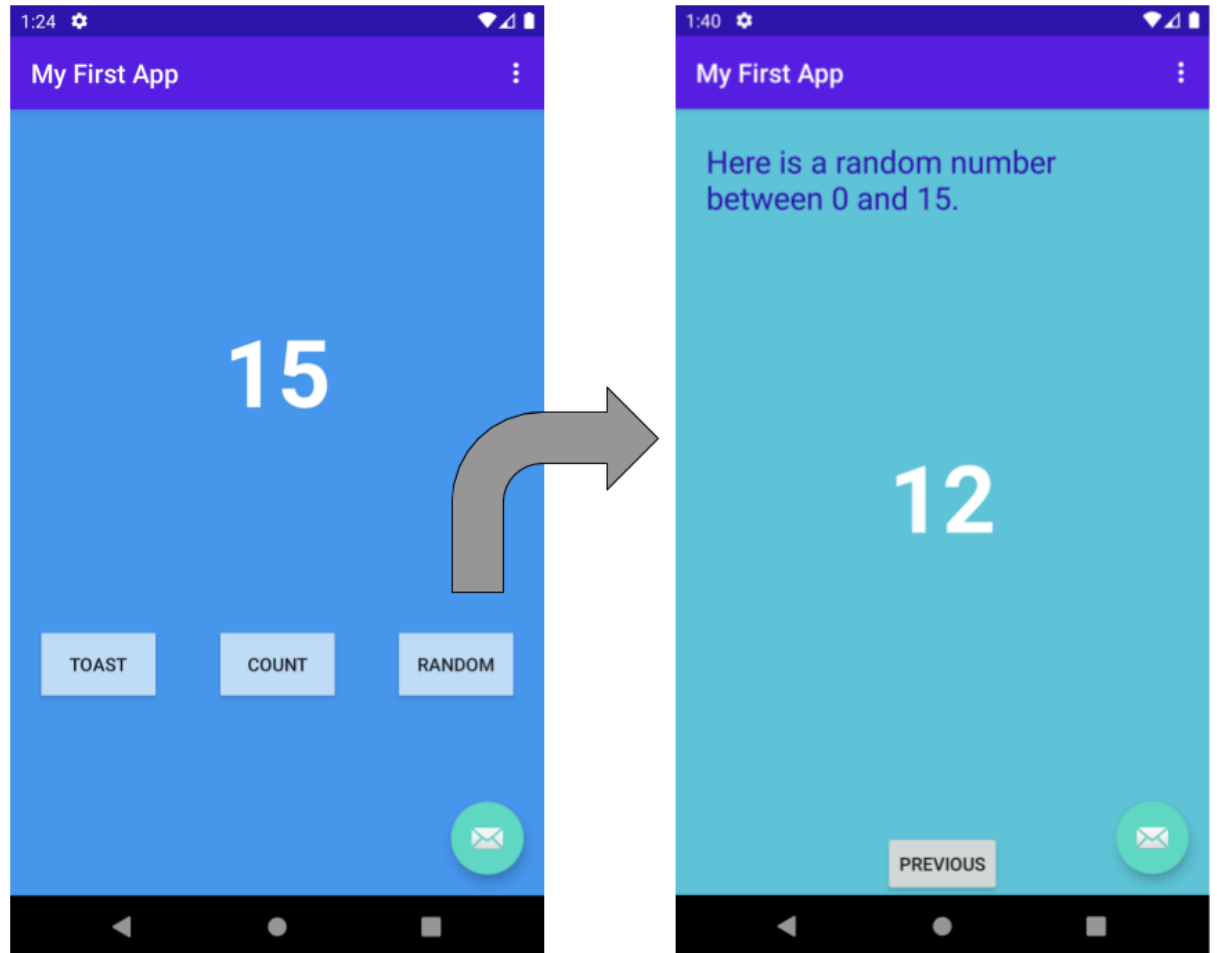 1:24
My First App
15
TOAST
COUNT
RANDOM
1:40
My First App
Here is a random number
between 0 and 15.
12
PREVIOUS